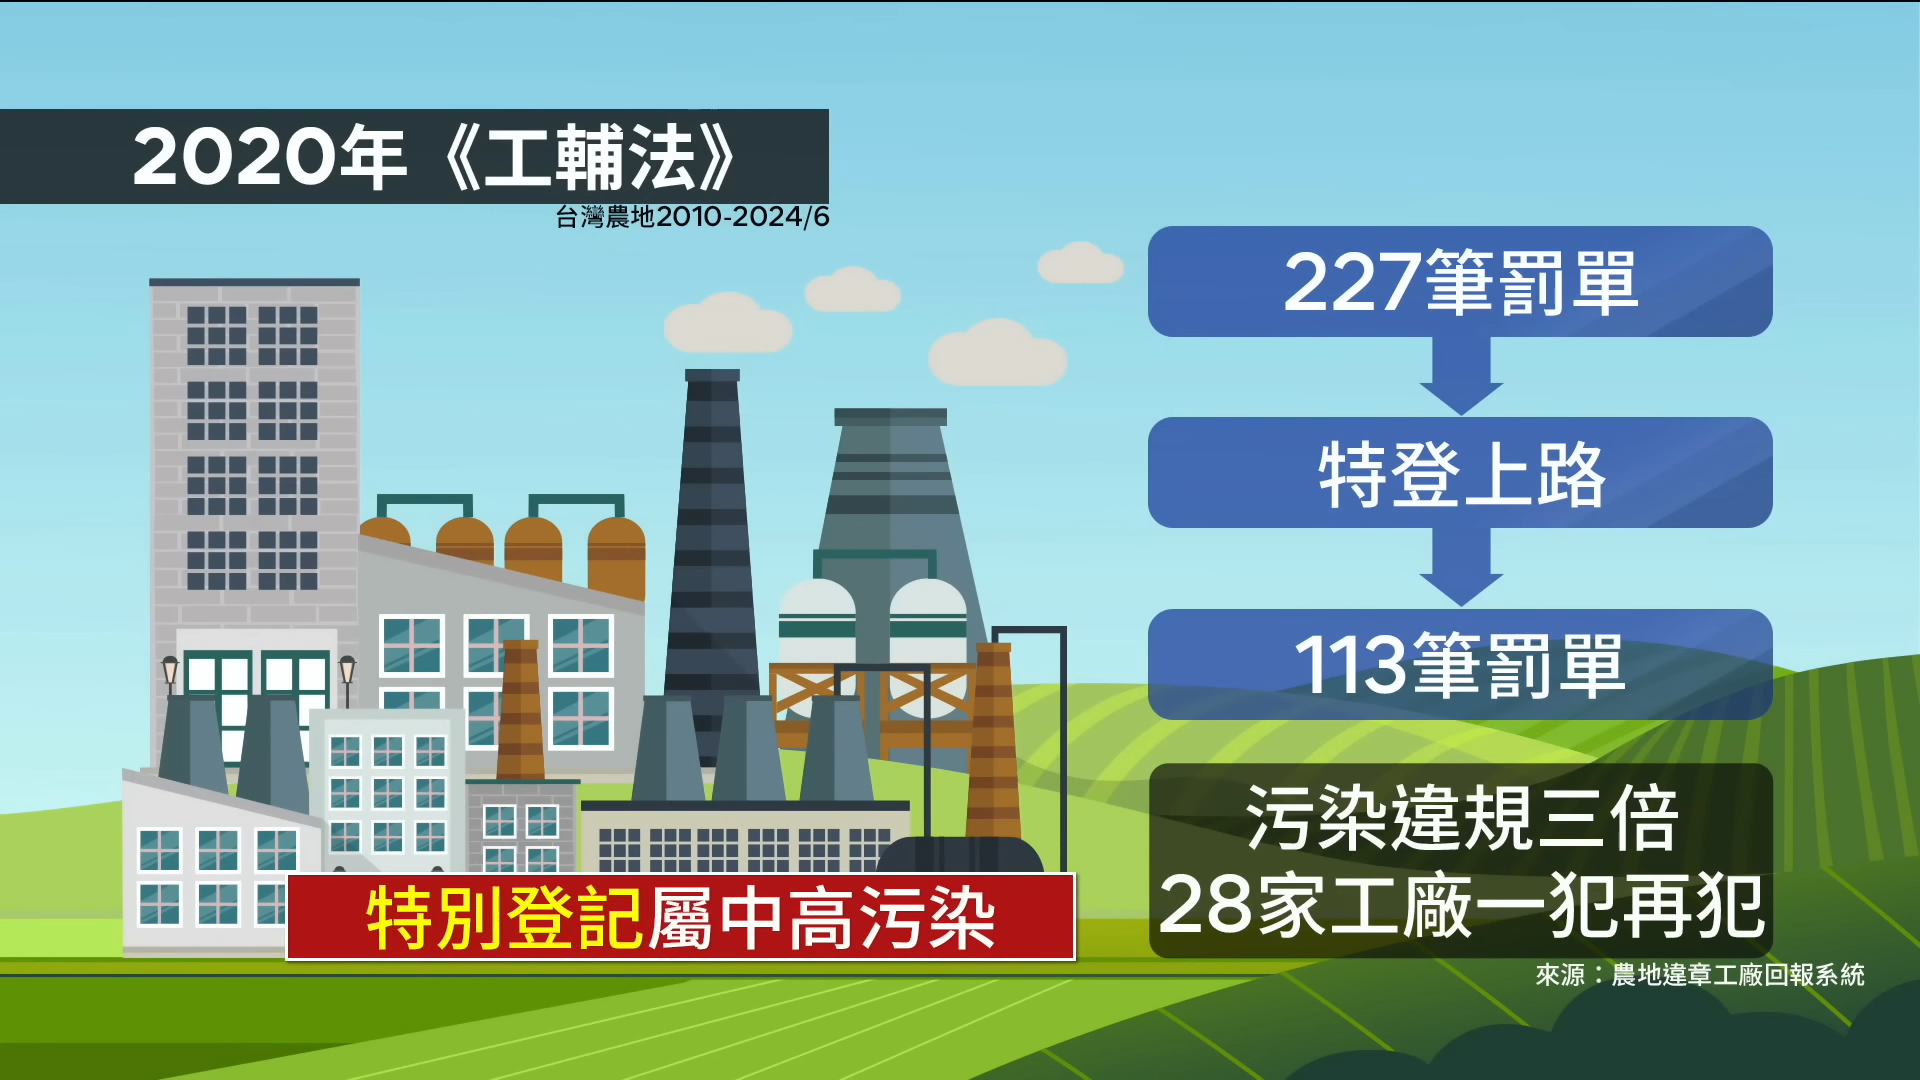 2020年《工輔法》
台灣農地2010-2024/6
227筆罰單
特登上路
113筆罰單
污染違規三倍
28家工廠一犯再犯
特別登記屬中高污染
來源：農地違章工廠回報系統